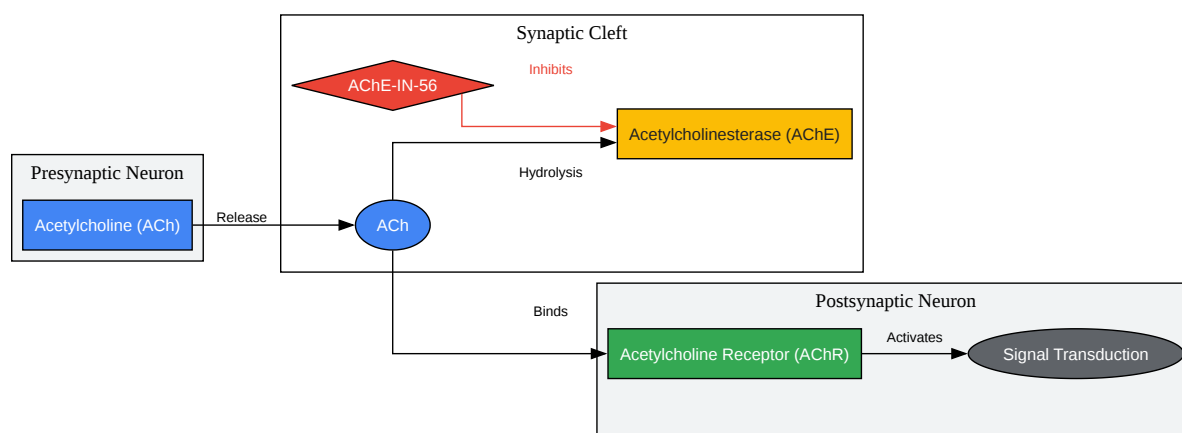 Synaptic Cleft
AChE-IN-56
Inhibits
Acetylcholinesterase (AChE)
Hydrolysis
Presynaptic Neuron
Acetylcholine (ACh)
Release
ACh
Postsynaptic Neuron
Binds
Acetylcholine Receptor (AChR)
Activates
Signal Transduction